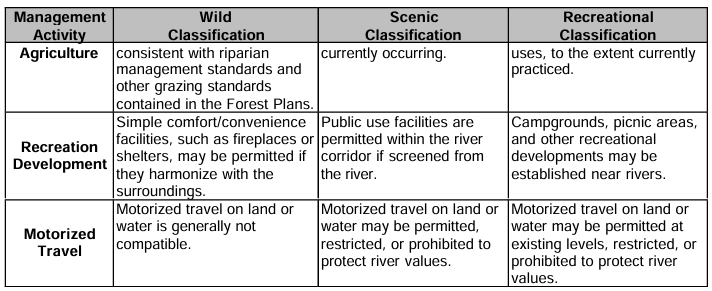 Management Activity
Wild Classification
Scenic Classification
Recreational Classification
Agriculture
consistent with riparian
management standards and
other grazing standards
contained in the Forest Plans.
currently occurring.
uses, to the extent currently
practiced.
Recreation
Development
Simple comfort/convenience
facilities, such as fireplaces or
shelters, may be permitted if
they harmonize with the
surroundings.
Public use facilities are
permitted within the river
corridor if screened from
the river.
Campgrounds, picnic areas,
and other recreational
developments may be
established near rivers.
Motorized
Travel
Motorized travel on land or
water is generally not
compatible.
Motorized travel on land or
water may be permitted,
restricted, or prohibited to
protect river values.
Motorized travel on land or
water may be permitted at
existing levels, restricted, or
prohibited to protect river
values.